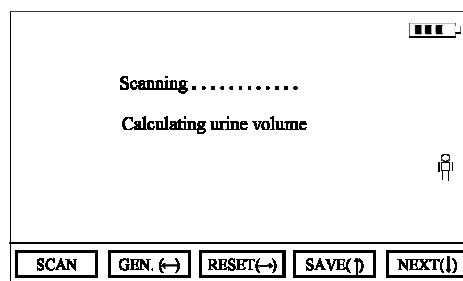 Scanning............
Calculating urine volume
SCAN GEN. (←) RESET(→) SAVE(↑) NEXT(↓)